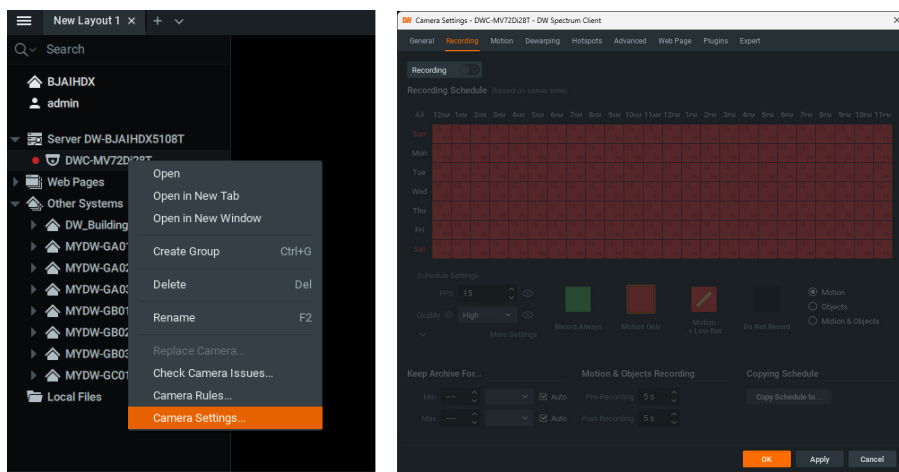 New Layout 1
Search
BJAIHDX
admin
Server DW-BJAIHDX5108T
DWC-MV72Di28T
Web Pages
Other Systems
DW_Building
MYDW-GA01
MYDW-GA02
MYDW-GA03
MYDW-GB01
MYDW-GB02
MYDW-GB03
MYDW-GC01
Local Files
Open
Open in New Tab
Open in New Window
Create Group Ctrl+G
Delete Del
Rename F2
Replace Camera...
Check Camera Issues...
Camera Rules...
Camera Settings...
DW Camera Settings - DWC-MV72Di28T - DW Spectrum Client
General Recording Motion Dewarping Hotspots Advanced Web Page Plugins Expert
Recording
Recording Schedule (based on server time)
All 12AM 1AM 2AM 3AM 4AM 5AM 6AM 7AM 8AM 9AM 10AM 11AM 12PM 1PM 2PM 3PM 4PM 5PM 6PM 7PM 8PM 9PM 10PM 11PM
Sun
Mon
Tue
Wed
Thu
Fri
Sat
Schedule Settings
FPS 15
Quality High
More Settings
Record Always
Motion Only
Motion
+ Low-Res
Do Not Record
Motion
Objects
Motion & Objects
Keep Archive For...
Min -- Auto
Max -- Auto
Motion & Objects Recording
Pre-Recording 5 s
Post-Recording 5 s
Copying Schedule
Copy Schedule to...
OK Apply Cancel